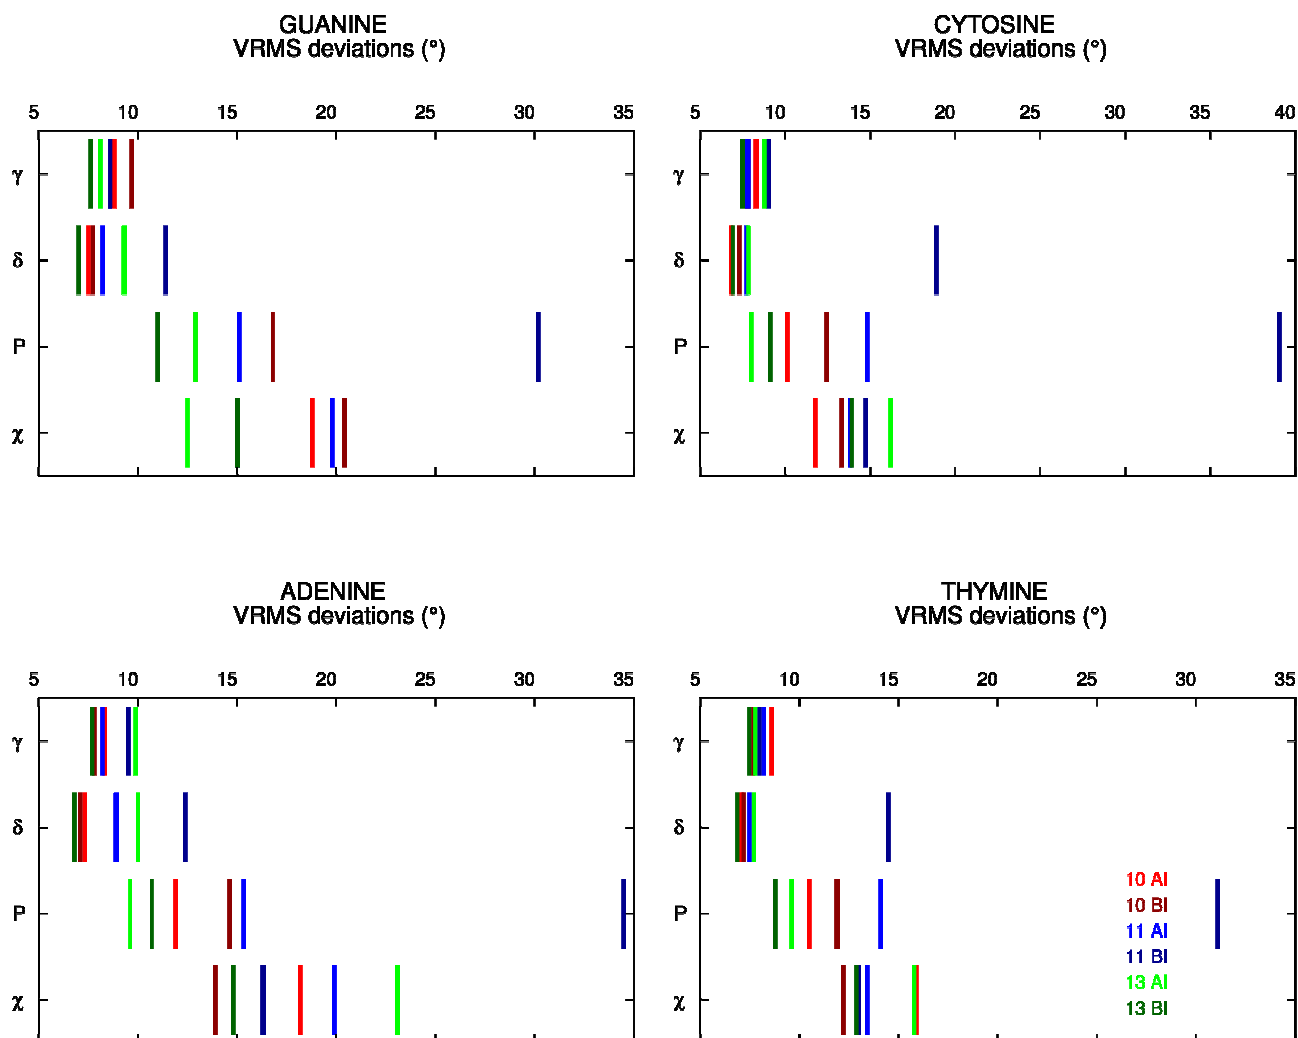 GUANINE
VRMS deviations (°)
5 10 15 20 25 30 35
γ
δ
P
χ
CYTOSINE
VRMS deviations (°)
5 10 15 20 25 30 35 40
γ
δ
P
χ
ADENINE
VRMS deviations (°)
5 10 15 20 25 30 35
γ
δ
P
χ
THYMINE
VRMS deviations (°)
5 10 15 20 25 30 35
γ
δ
P
χ
10 AI
10 BI
11 AI
11 BI
13 AI
13 BI